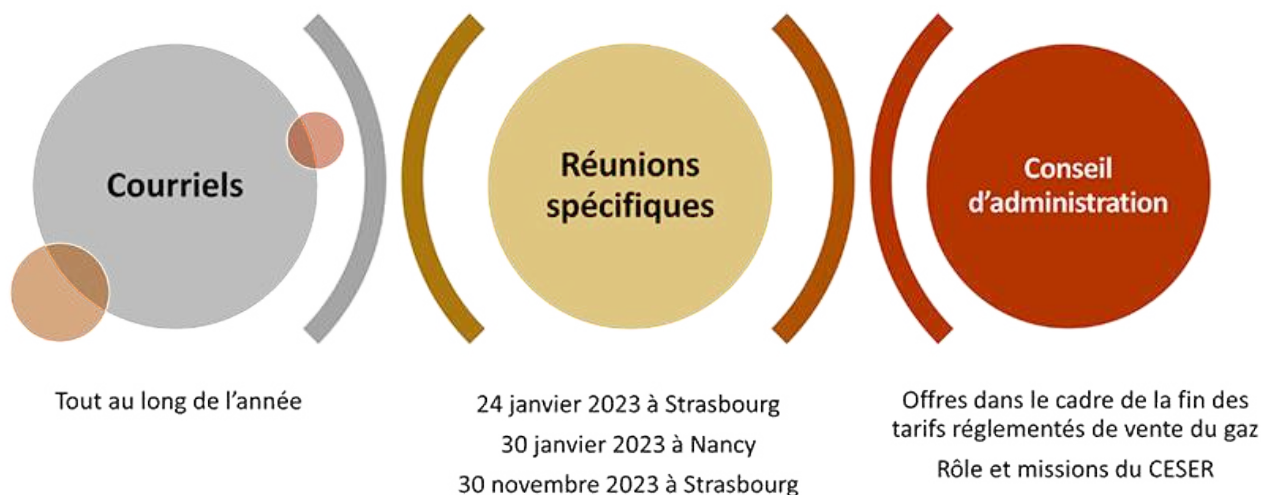 Courriels
Réunions
spécifiques
Conseil
d’administration
Tout au long de l’année
24 janvier 2023 à Strasbourg
30 janvier 2023 à Nancy
30 novembre 2023 à Strasbourg
Offres dans le cadre de la fin des
tarifs réglementés de vente du gaz
Rôle et missions du CESER